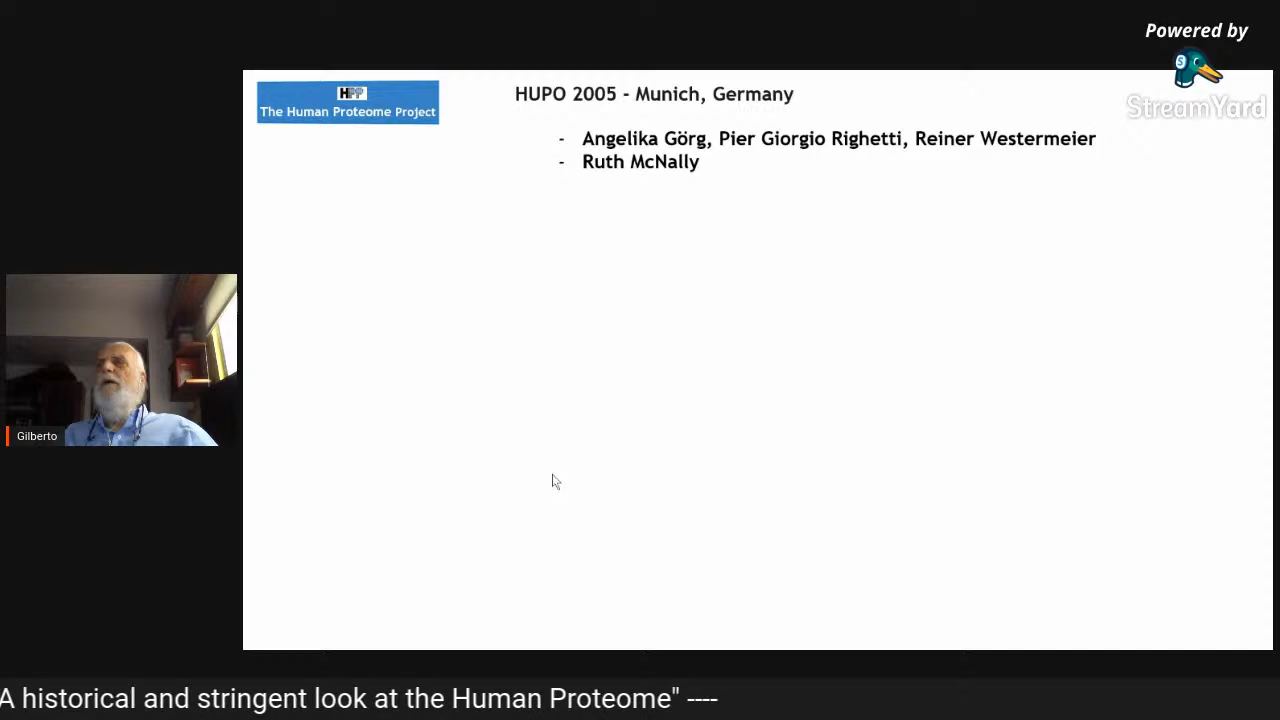 Powered by
StreamYard
HPP
The Human Proteome Project
HUPO 2005 - Munich, Germany
- Angelika Görg, Pier Giorgio Righetti, Reiner Westermeier
- Ruth McNally
Gilberto
A historical and stringent look at the Human Proteome" ----